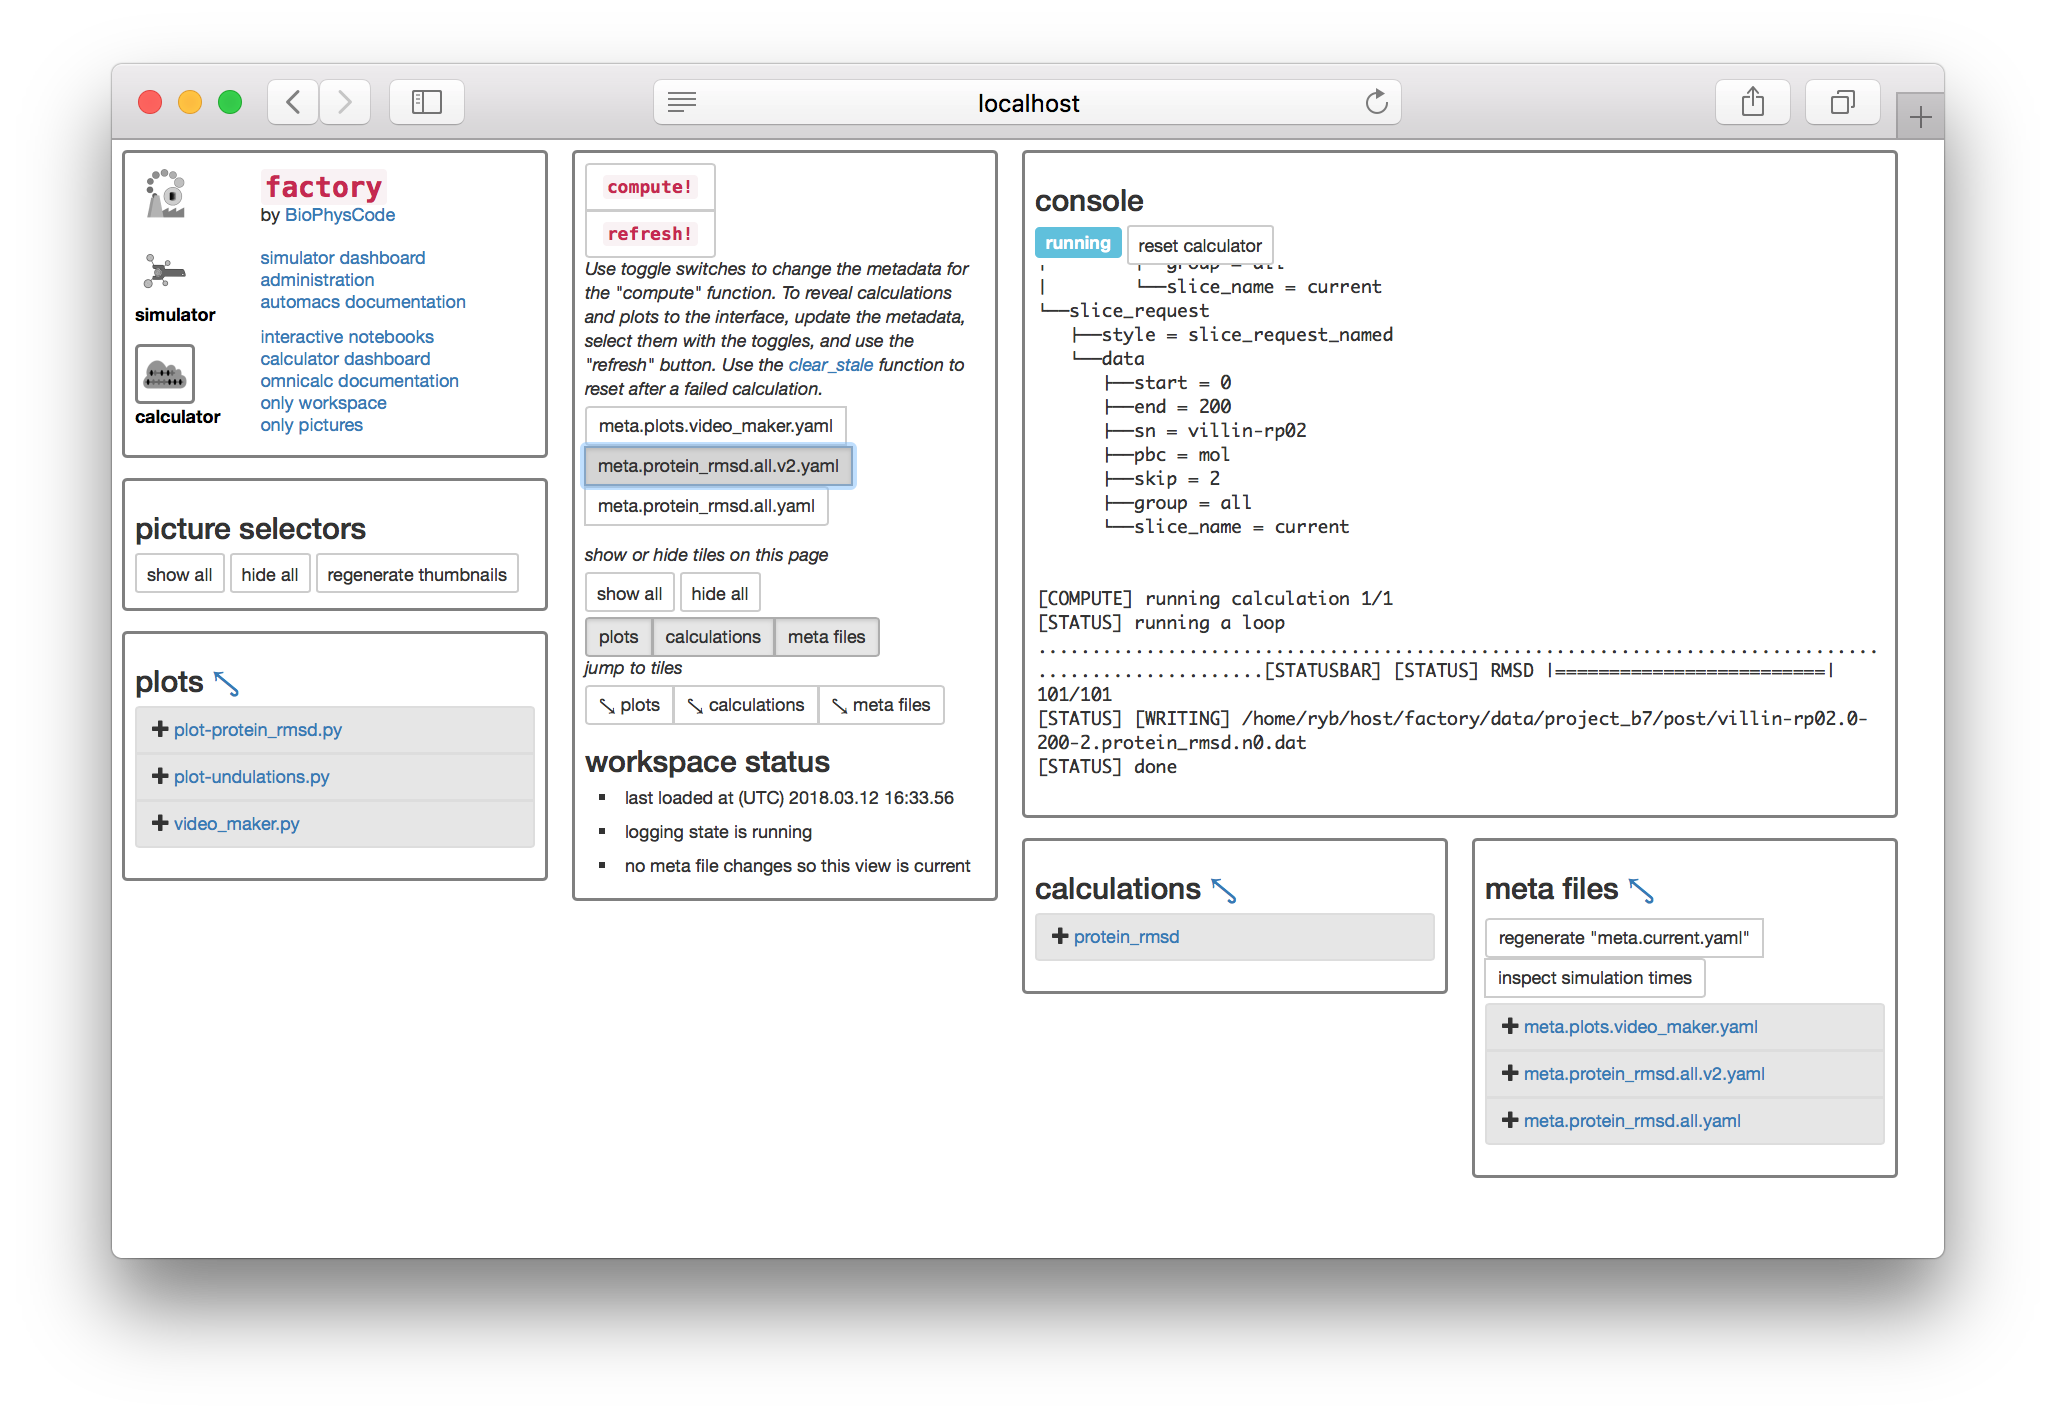 localhost
factory
by BioPhysCode
simulator dashboard
administration
automacs documentation
simulator
interactive notebooks
calculator dashboard
omnicalc documentation
only workspace
only pictures
calculator
picture selectors
show all
hide all
regenerate thumbnails
plots
plot-protein_rmsd.py
plot-undulations.py
video_maker.py
compute!
refresh!
Use toggle switches to change the metadata for
the "compute" function. To reveal calculations
and plots to the interface, update the metadata,
select them with the toggles, and use the
"refresh" button. Use the clear_stale function to
reset after a failed calculation.
meta.plots.video_maker.yaml
meta.protein_rmsd.all.v2.yaml
meta.protein_rmsd.all.yaml
show or hide tiles on this page
show all
hide all
plots
calculations
meta files
jump to tiles
plots
calculations
meta files
workspace status
last loaded at (UTC) 2018.03.12 16:33.56
logging state is running
no meta file changes so this view is current
console
running
reset calculator
group = all
└──slice_name = current
└──slice_request
├──style = slice_request_named
└──data
├──start = 0
├──end = 200
├──sn = villin-rp02
├──pbc = mol
├──skip = 2
├──group = all
└──slice_name = current
[COMPUTE] running calculation 1/1
[STATUS] running a loop
..............................................................................
.....................[STATUSBAR] [STATUS] RMSD |=========================|
101/101
[STATUS] [WRITING] /home/ryb/host/factory/data/project_b7/post/villin-rp02.0-
200-2.protein_rmsd.n0.dat
[STATUS] done
calculations
protein_rmsd
meta files
regenerate "meta.current.yaml"
inspect simulation times
meta.plots.video_maker.yaml
meta.protein_rmsd.all.v2.yaml
meta.protein_rmsd.all.yaml